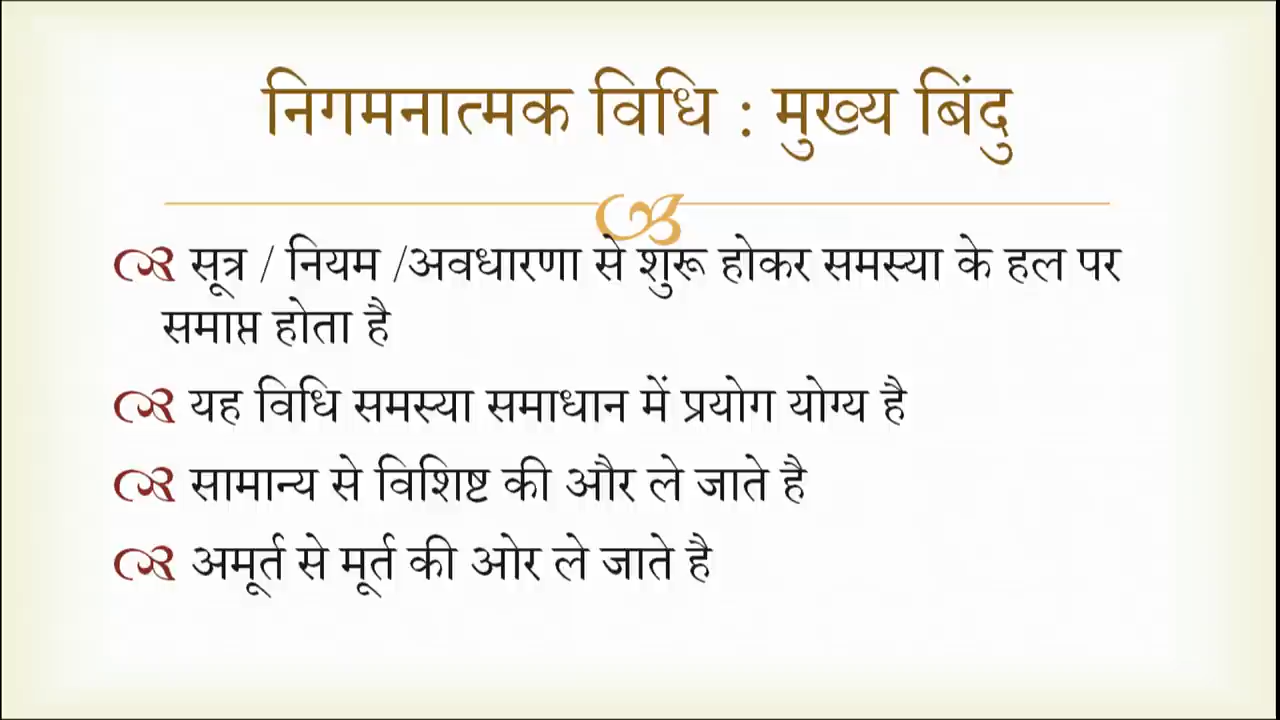 निगमनात्मक विधि : मुख्य बिंदु
सूत्र / नियम /अवधारणा से शुरू होकर समस्या के हल पर
समाप्त होता है
यह विधि समस्या समाधान में प्रयोग योग्य है
सामान्य से विशिष्ट की और ले जाते है
अमूर्त से मूर्त की ओर ले जाते है